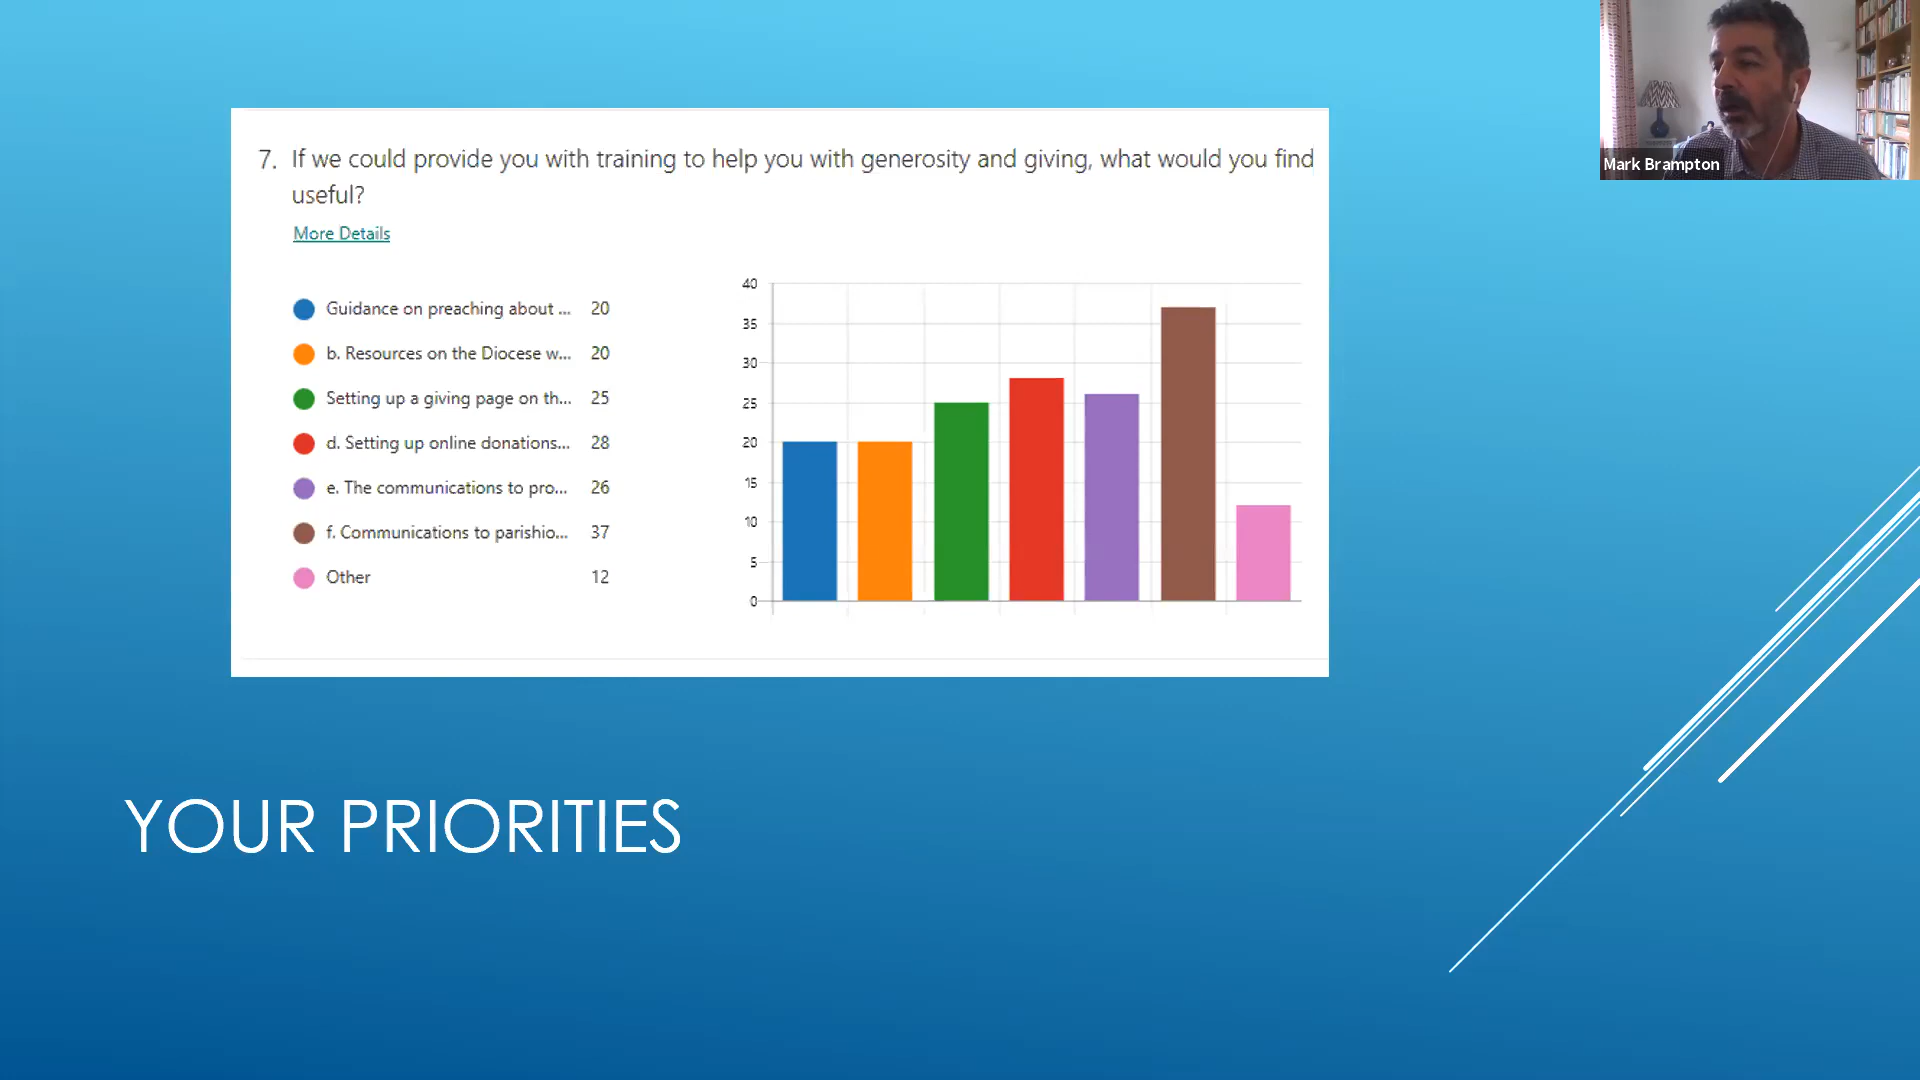 7. If we could provide you with training to help you with generosity and giving, what would you find
useful?
More Details
Guidance on preaching about ... 20
b. Resources on the Diocese w... 20
Setting up a giving page on th... 25
d. Setting up online donations... 28
e. The communications to pro... 26
f. Communications to parishio... 37
Other 12
40
35
30
25
20
15
10
5
0
YOUR PRIORITIES
Mark Brampton